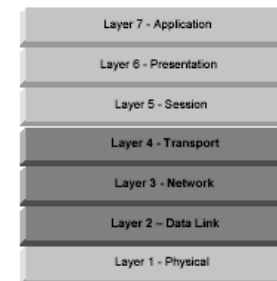 Layer 7 - Application
Layer 6 - Presentation
Layer 5 - Session
Layer 4 - Transport
Layer 3 - Network
Layer 2 – Data Link
Layer 1 - Physical